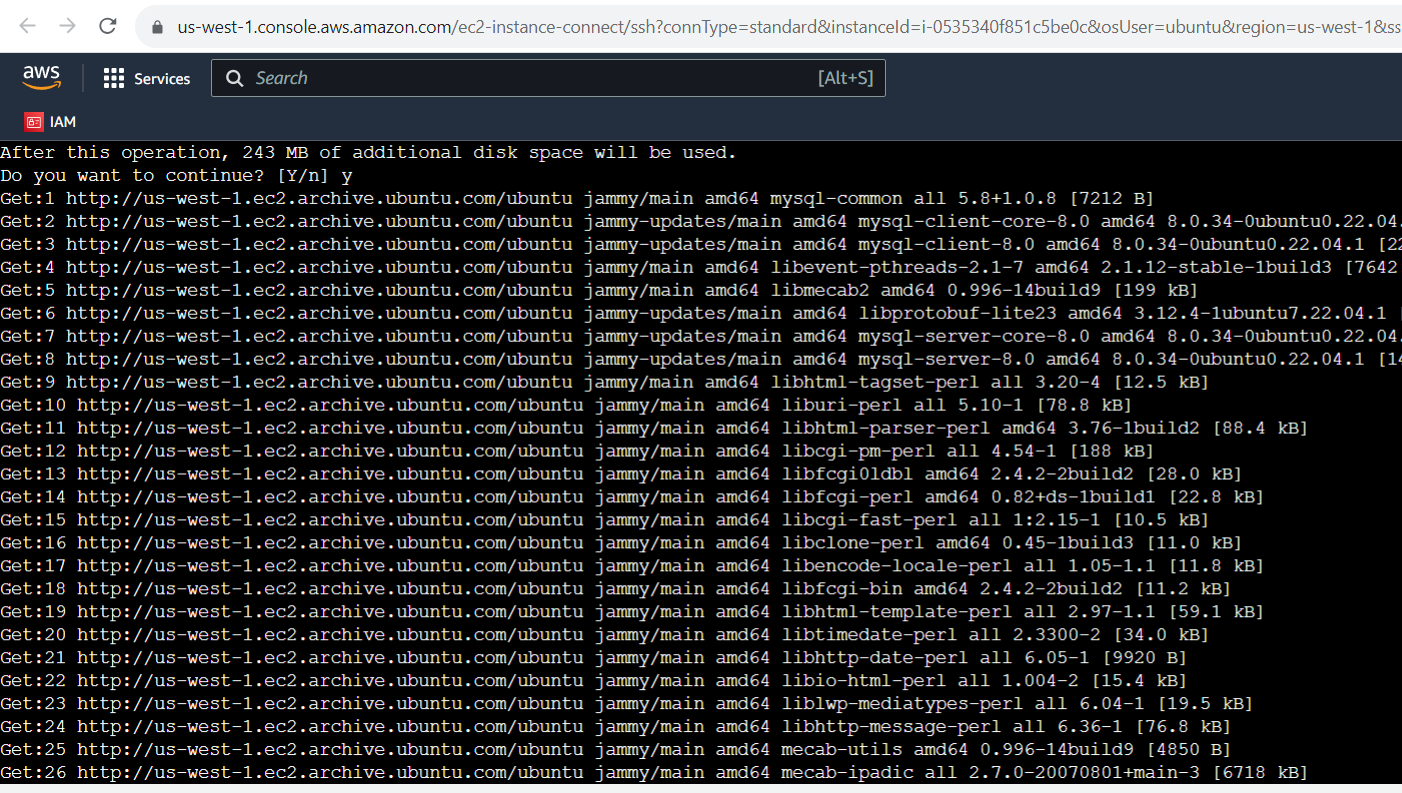 us-west-1.console.aws.amazon.com/ec2-instance-connect/ssh?connType=standard&instanceId=i-0535340f851c5be0c&osUser=ubuntu&region=us-west-1&ss
aws Services Search [Alt+S]
IAM
After this operation, 243 MB of additional disk space will be used.
Do you want to continue? [Y/n] y
Get:1 http://us-west-1.ec2.archive.ubuntu.com/ubuntu jammy/main amd64 mysql-common all 5.8+1.0.8 [7212 B]
Get:2 http://us-west-1.ec2.archive.ubuntu.com/ubuntu jammy-updates/main amd64 mysql-client-core-8.0 amd64 8.0.34-0ubuntu0.22.04.
Get:3 http://us-west-1.ec2.archive.ubuntu.com/ubuntu jammy-updates/main amd64 mysql-client-8.0 amd64 8.0.34-0ubuntu0.22.04.1 [22
Get:4 http://us-west-1.ec2.archive.ubuntu.com/ubuntu jammy/main amd64 libevent-pthreads-2.1-7 amd64 2.1.12-stable-1build3 [7642
Get:5 http://us-west-1.ec2.archive.ubuntu.com/ubuntu jammy/main amd64 libmecab2 amd64 0.996-14build9 [199 kB]
Get:6 http://us-west-1.ec2.archive.ubuntu.com/ubuntu jammy-updates/main amd64 libprotobuf-lite23 amd64 3.12.4-1ubuntu7.22.04.1 [
Get:7 http://us-west-1.ec2.archive.ubuntu.com/ubuntu jammy-updates/main amd64 mysql-server-core-8.0 amd64 8.0.34-0ubuntu0.22.04.
Get:8 http://us-west-1.ec2.archive.ubuntu.com/ubuntu jammy-updates/main amd64 mysql-server-8.0 amd64 8.0.34-0ubuntu0.22.04.1 [14
Get:9 http://us-west-1.ec2.archive.ubuntu.com/ubuntu jammy/main amd64 libhtml-tagset-perl all 3.20-4 [12.5 kB]
Get:10 http://us-west-1.ec2.archive.ubuntu.com/ubuntu jammy/main amd64 liburi-perl all 5.10-1 [78.8 kB]
Get:11 http://us-west-1.ec2.archive.ubuntu.com/ubuntu jammy/main amd64 libhtml-parser-perl amd64 3.76-1build2 [88.4 kB]
Get:12 http://us-west-1.ec2.archive.ubuntu.com/ubuntu jammy/main amd64 libcgi-pm-perl all 4.54-1 [188 kB]
Get:13 http://us-west-1.ec2.archive.ubuntu.com/ubuntu jammy/main amd64 libfcgi0ldbl amd64 2.4.2-2build2 [28.0 kB]
Get:14 http://us-west-1.ec2.archive.ubuntu.com/ubuntu jammy/main amd64 libfcgi-perl amd64 0.82+ds-1build1 [22.8 kB]
Get:15 http://us-west-1.ec2.archive.ubuntu.com/ubuntu jammy/main amd64 libcgi-fast-perl all 1:2.15-1 [10.5 kB]
Get:16 http://us-west-1.ec2.archive.ubuntu.com/ubuntu jammy/main amd64 libclone-perl amd64 0.45-1build3 [11.0 kB]
Get:17 http://us-west-1.ec2.archive.ubuntu.com/ubuntu jammy/main amd64 libencode-locale-perl all 1.05-1.1 [11.8 kB]
Get:18 http://us-west-1.ec2.archive.ubuntu.com/ubuntu jammy/main amd64 libfcgi-bin amd64 2.4.2-2build2 [11.2 kB]
Get:19 http://us-west-1.ec2.archive.ubuntu.com/ubuntu jammy/main amd64 libhtml-template-perl all 2.97-1.1 [59.1 kB]
Get:20 http://us-west-1.ec2.archive.ubuntu.com/ubuntu jammy/main amd64 libtimedate-perl all 2.3300-2 [34.0 kB]
Get:21 http://us-west-1.ec2.archive.ubuntu.com/ubuntu jammy/main amd64 libhttp-date-perl all 6.05-1 [9920 B]
Get:22 http://us-west-1.ec2.archive.ubuntu.com/ubuntu jammy/main amd64 libio-html-perl all 1.004-2 [15.4 kB]
Get:23 http://us-west-1.ec2.archive.ubuntu.com/ubuntu jammy/main amd64 liblwp-mediatypes-perl all 6.04-1 [19.5 kB]
Get:24 http://us-west-1.ec2.archive.ubuntu.com/ubuntu jammy/main amd64 libhttp-message-perl all 6.36-1 [76.8 kB]
Get:25 http://us-west-1.ec2.archive.ubuntu.com/ubuntu jammy/main amd64 mecab-utils amd64 0.996-14build9 [4850 B]
Get:26 http://us-west-1.ec2.archive.ubuntu.com/ubuntu jammy/main amd64 mecab-ipadic all 2.7.0-20070801+main-3 [6718 kB]